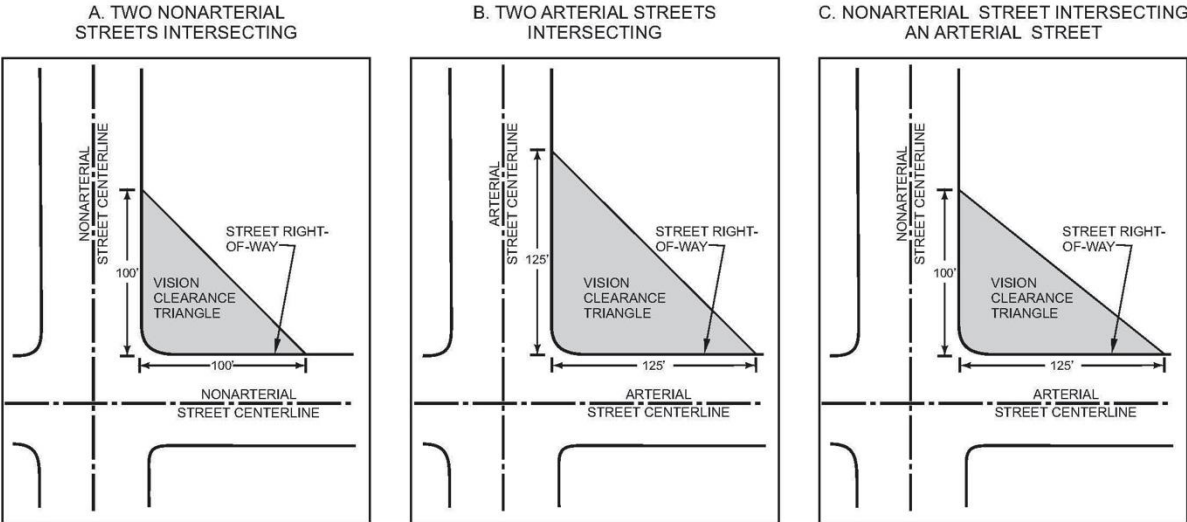 A. TWO NONARTERIAL
STREETS INTERSECTING
NONARTERIAL
STREET CENTERLINE
100'
STREET RIGHT-
OF-WAY
VISION
CLEARANCE
TRIANGLE
100'
NONARTERIAL
STREET CENTERLINE
B. TWO ARTERIAL STREETS
INTERSECTING
ARTERIAL
STREET CENTERLINE
125'
STREET RIGHT-
OF-WAY
VISION
CLEARANCE
TRIANGLE
125'
ARTERIAL
STREET CENTERLINE
C. NONARTERIAL STREET INTERSECTING
AN ARTERIAL STREET
NONARTERIAL
STREET CENTERLINE
100'
STREET RIGHT-
OF-WAY
VISION
CLEARANCE
TRIANGLE
125'
ARTERIAL
STREET CENTERLINE